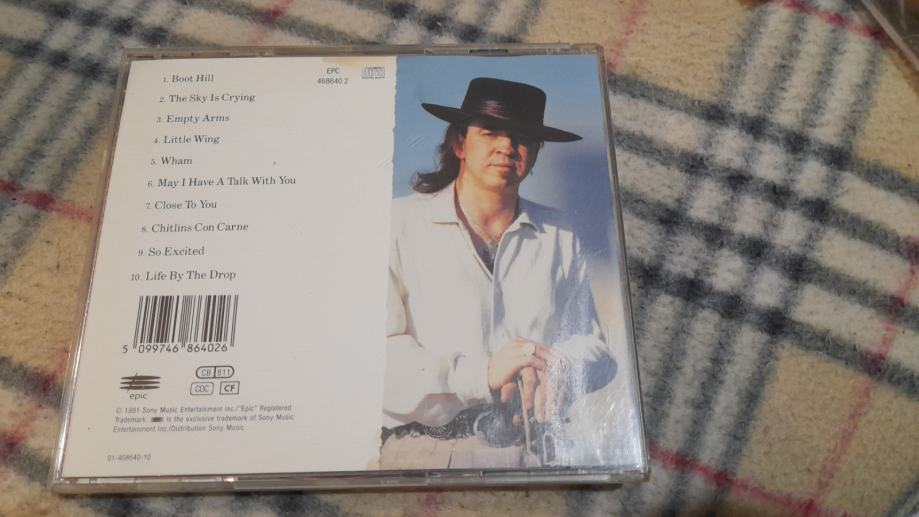 EPC
468640 2
1. Boot Hill
2. The Sky Is Crying
3. Empty Arms
4. Little Wing
5. Wham
6. May I Have A Talk With You
7. Close To You
8. Chitlins Con Carne
9. So Excited
10. Life By The Drop
5 099746 864026
epic
CB 811
CDC CF
© 1991 Sony Music Entertainment Inc./"Epic" Registered
Trademark. is the exclusive trademark of Sony Music
Entertainment Inc./Distribution Sony Music
01-468640-10